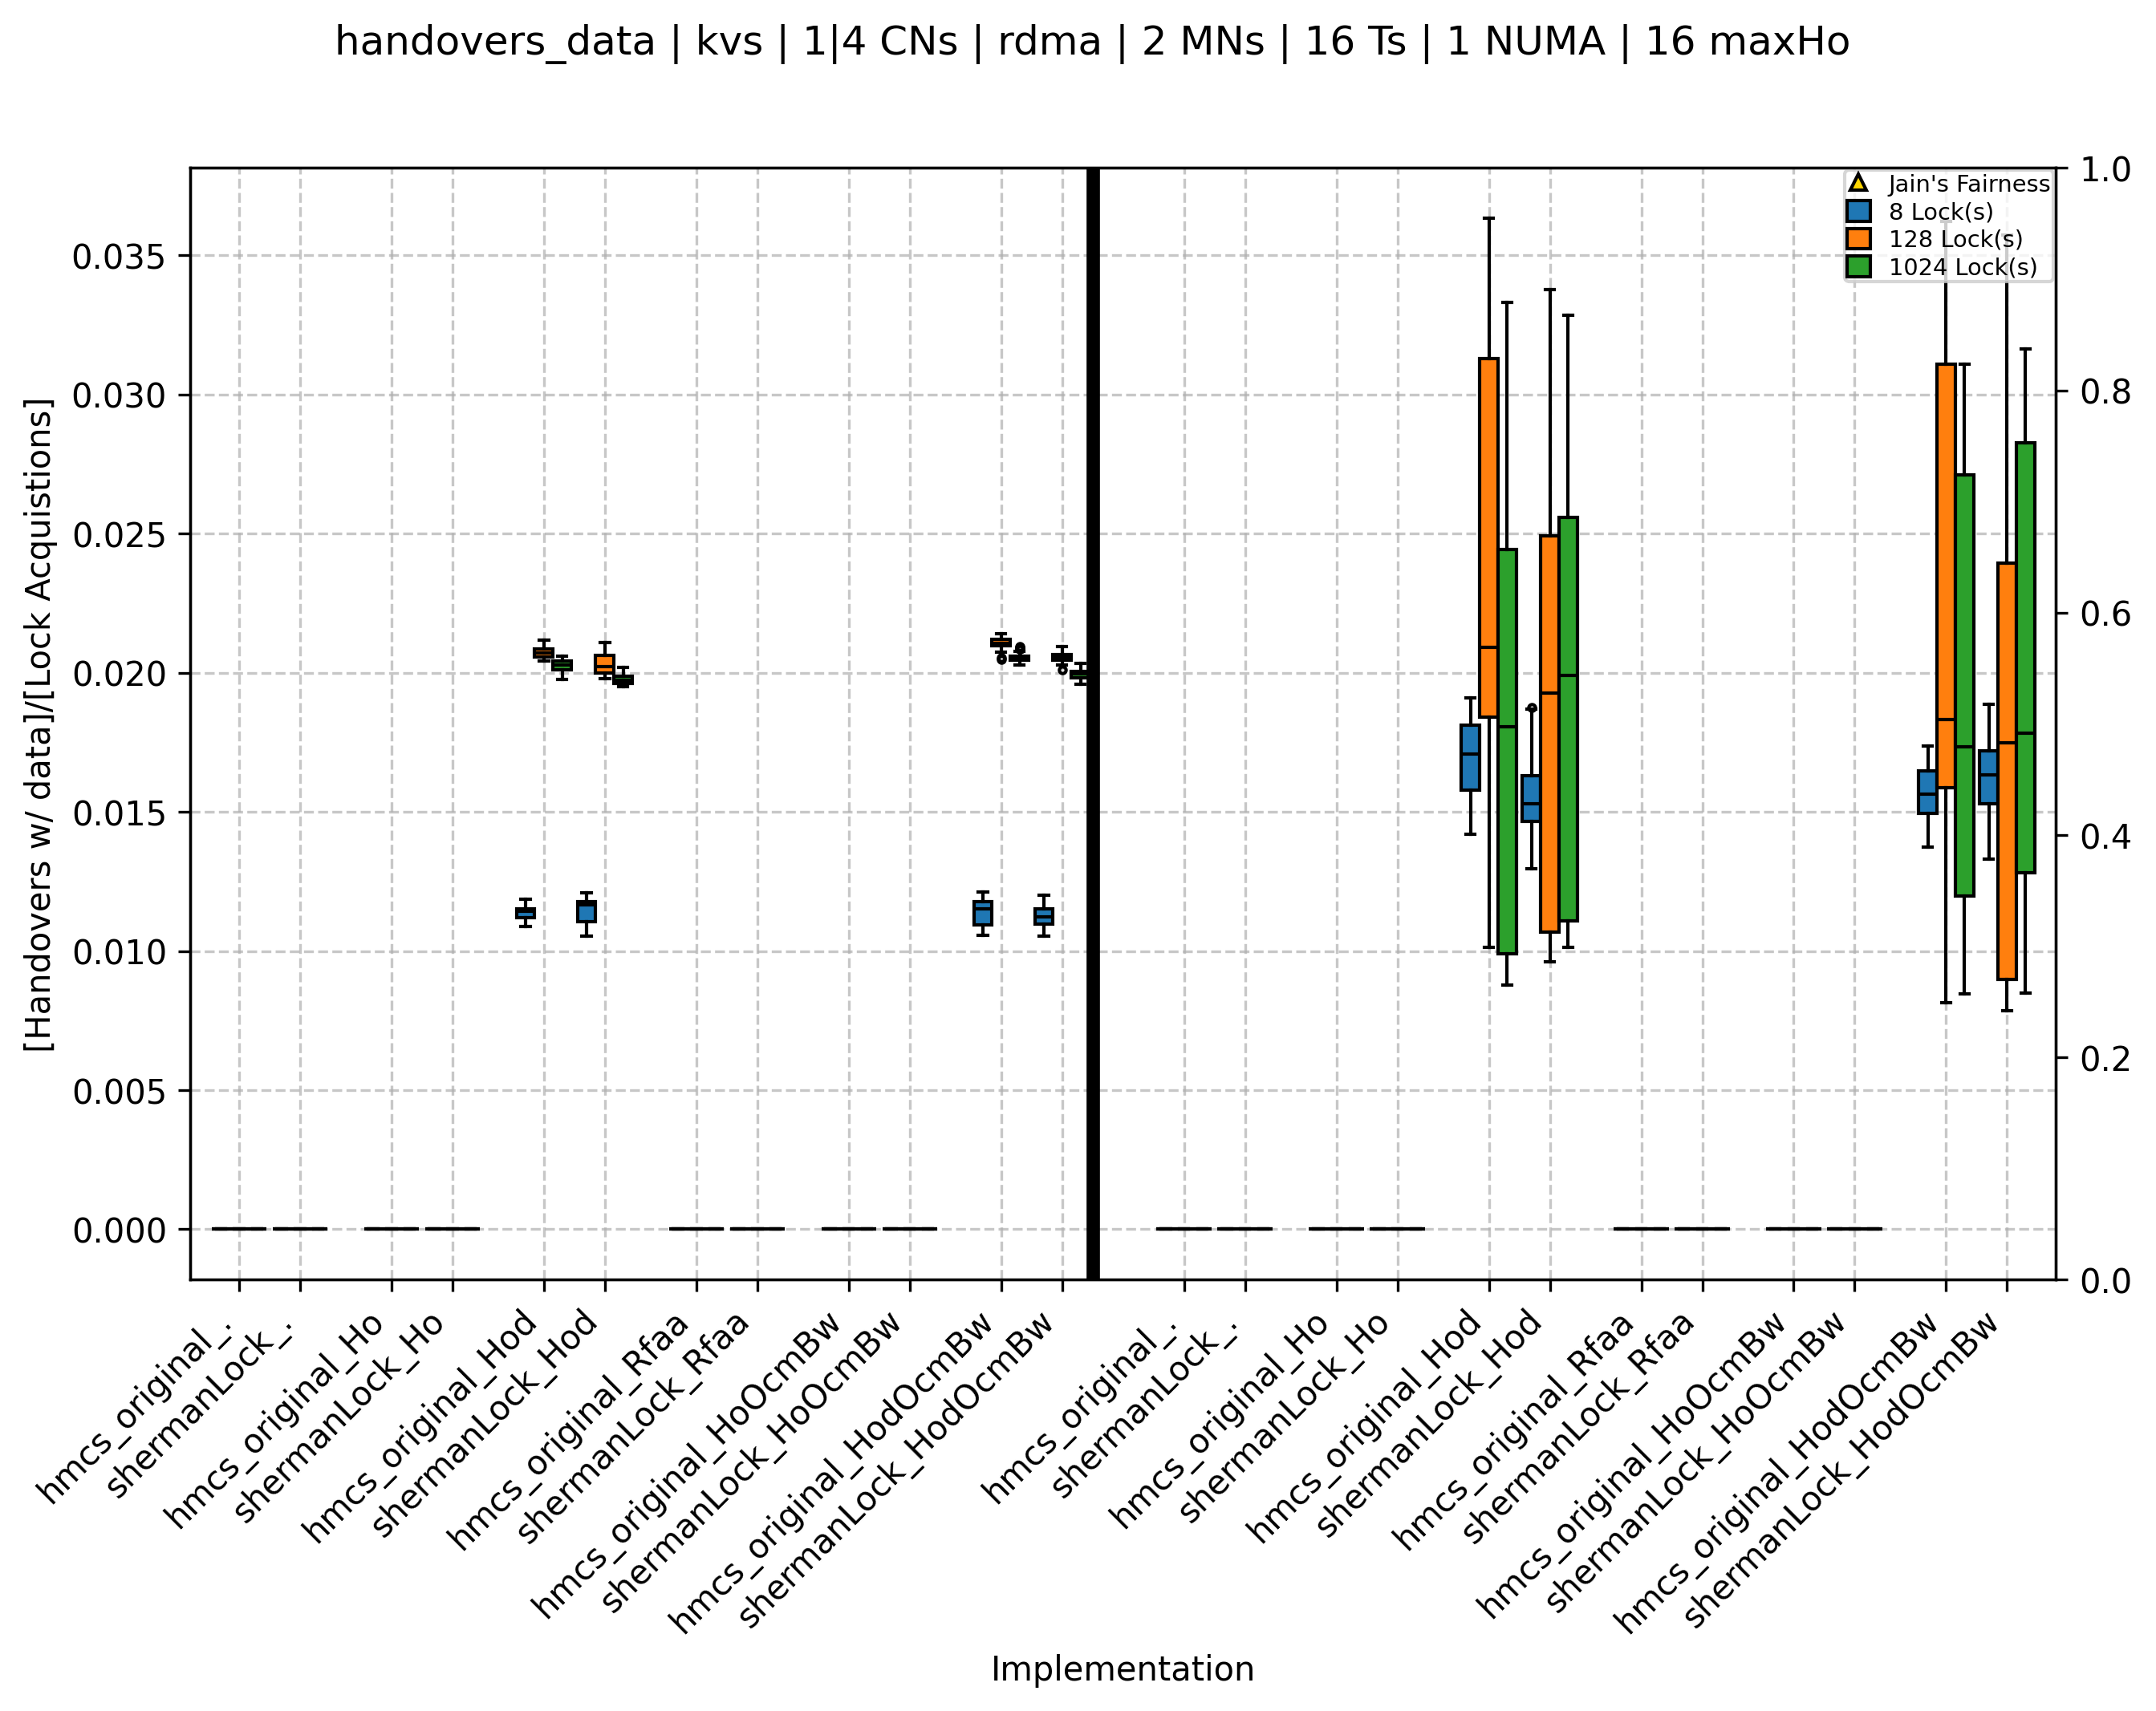 handovers_data | kvs | 1|4 CNs | rdma | 2 MNs | 16 Ts | 1 NUMA | 16 maxHo
[Handovers w/ data]/[Lock Acquistions]
0.035
0.030
0.025
0.020
0.015
0.010
0.005
0.000
1.0
0.8
0.6
0.4
0.2
0.0
Jain's Fairness
8 Lock(s)
128 Lock(s)
1024 Lock(s)
hmcs_original_.
shermanLock_.
hmcs_original_Ho
shermanLock_Ho
hmcs_original_Hod
shermanLock_Hod
hmcs_original_Rfaa
shermanLock_Rfaa
hmcs_original_HoOcmBw
shermanLock_HoOcmBw
hmcs_original_HodOcmBw
shermanLock_HodOcmBw
hmcs_original_.
shermanLock_.
hmcs_original_Ho
shermanLock_Ho
hmcs_original_Hod
shermanLock_Hod
hmcs_original_Rfaa
shermanLock_Rfaa
hmcs_original_HoOcmBw
shermanLock_HoOcmBw
hmcs_original_HodOcmBw
shermanLock_HodOcmBw
Implementation